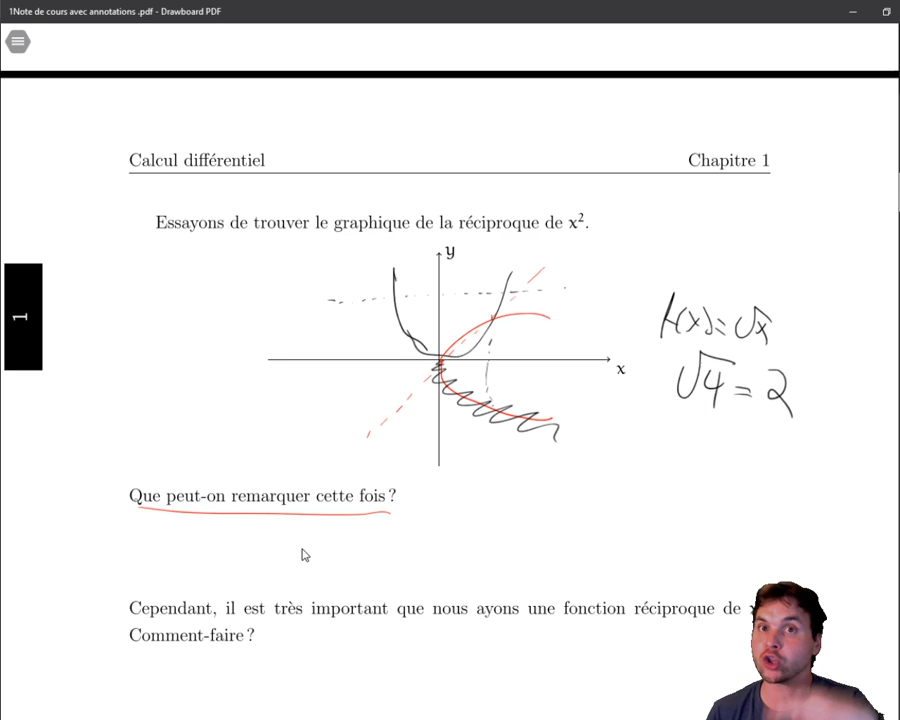 1Note de cours avec annotations .pdf - Drawboard PDF
Calcul différentiel Chapitre 1
Essayons de trouver le graphique de la réciproque de x².
y
x
f(x)=√x
√4 = 2
1
Que peut-on remarquer cette fois ?
Cependant, il est très important que nous ayons une fonction réciproque de
Comment-faire ?